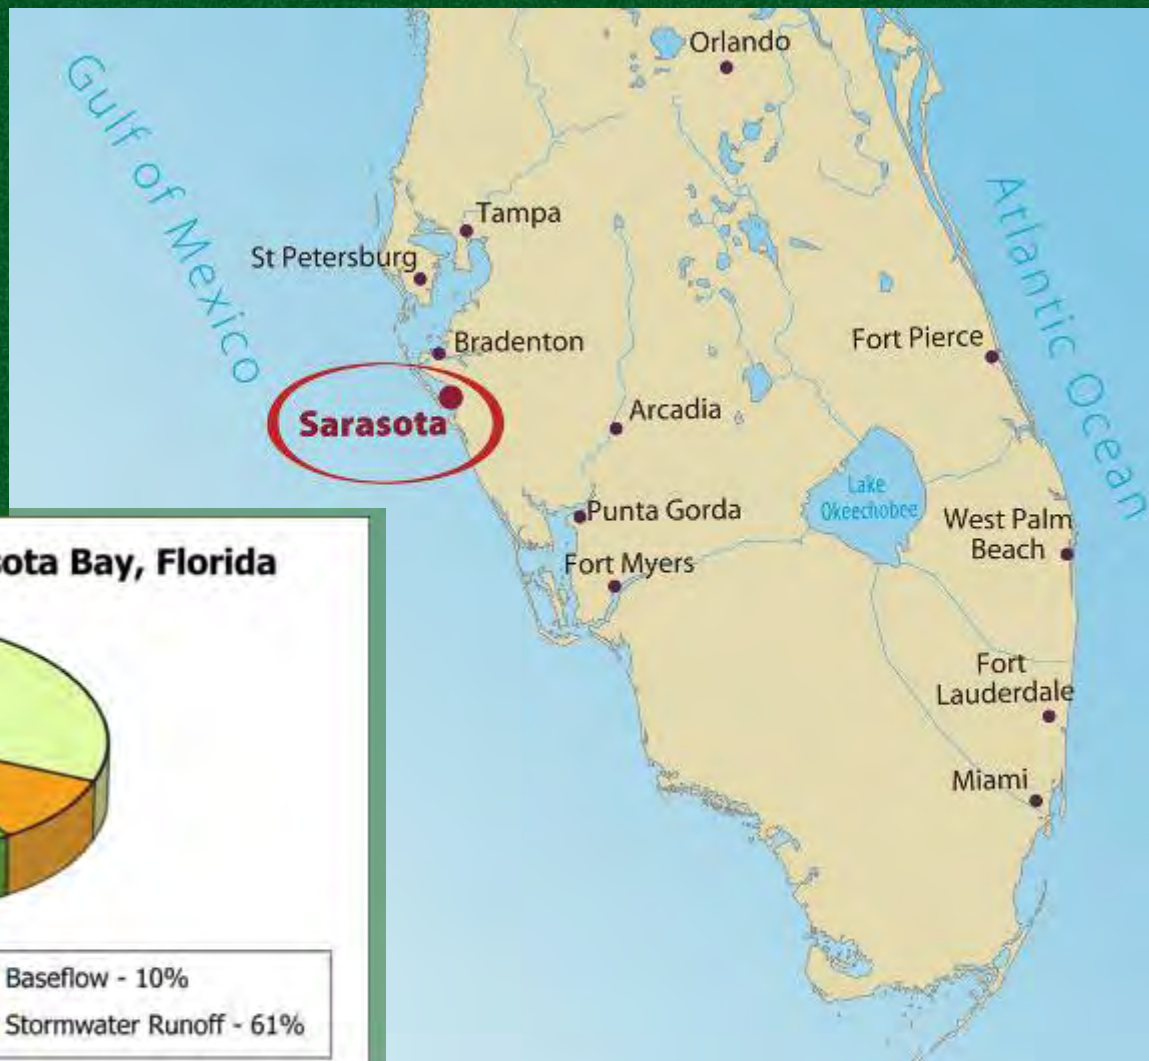 Orlando
Gulf of Mexico
Atlantic Ocean
Tampa
St Petersburg
Bradenton
Fort Pierce
Sarasota
Arcadia
Lake
Okeechobee
Punta Gorda
West Palm
Beach
Fort Myers
Fort
Lauderdale
Miami
Bay, Florida
Baseflow - 10%
Stormwater Runoff - 61%